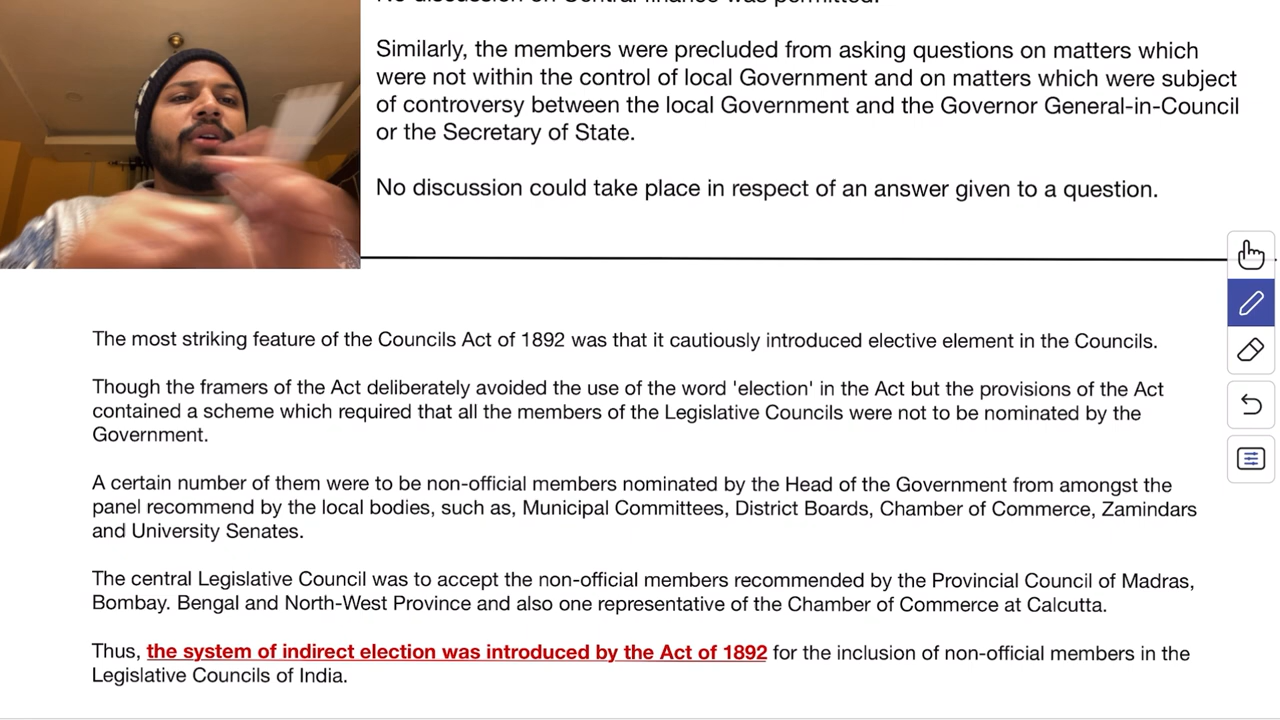 Similarly, the members were precluded from asking questions on matters which
were not within the control of local Government and on matters which were subject
of controversy between the local Government and the Governor General-in-Council
or the Secretary of State.
No discussion could take place in respect of an answer given to a question.
The most striking feature of the Councils Act of 1892 was that it cautiously introduced elective element in the Councils.
Though the framers of the Act deliberately avoided the use of the word 'election' in the Act but the provisions of the Act
contained a scheme which required that all the members of the Legislative Councils were not to be nominated by the
Government.
A certain number of them were to be non-official members nominated by the Head of the Government from amongst the
panel recommend by the local bodies, such as, Municipal Committees, District Boards, Chamber of Commerce, Zamindars
and University Senates.
The central Legislative Council was to accept the non-official members recommended by the Provincial Council of Madras,
Bombay. Bengal and North-West Province and also one representative of the Chamber of Commerce at Calcutta.
Thus, the system of indirect election was introduced by the Act of 1892 for the inclusion of non-official members in the
Legislative Councils of India.